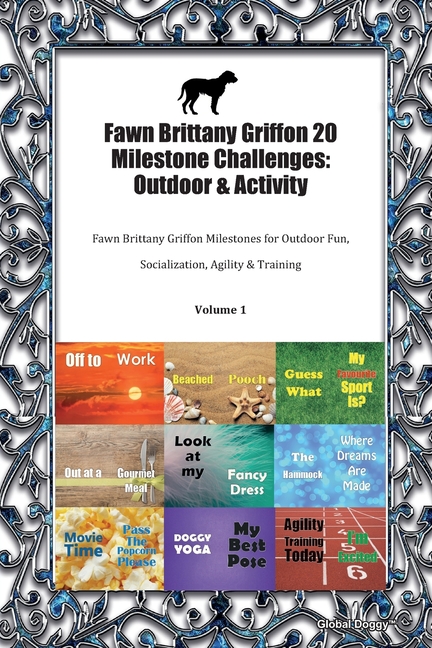 Fawn Brittany Griffon 20
Milestone Challenges:
Outdoor & Activity
Fawn Brittany Griffon Milestones for Outdoor Fun,
Socialization, Agility & Training
Volume 1
Off to Work
Beached Pooch
Guess
What
My
Favourite
Sport
Is?
Out at a Gourmet
Meal
Look
at
my
Fancy
Dress
The
Hammock
Where
Dreams
Are
Made
Movie
Time
Pass
The
Popcorn
Please
DOGGY
YOGA
My
Best
Pose
Agility
Training
Today
I'm
Excited
6
Global Doggy